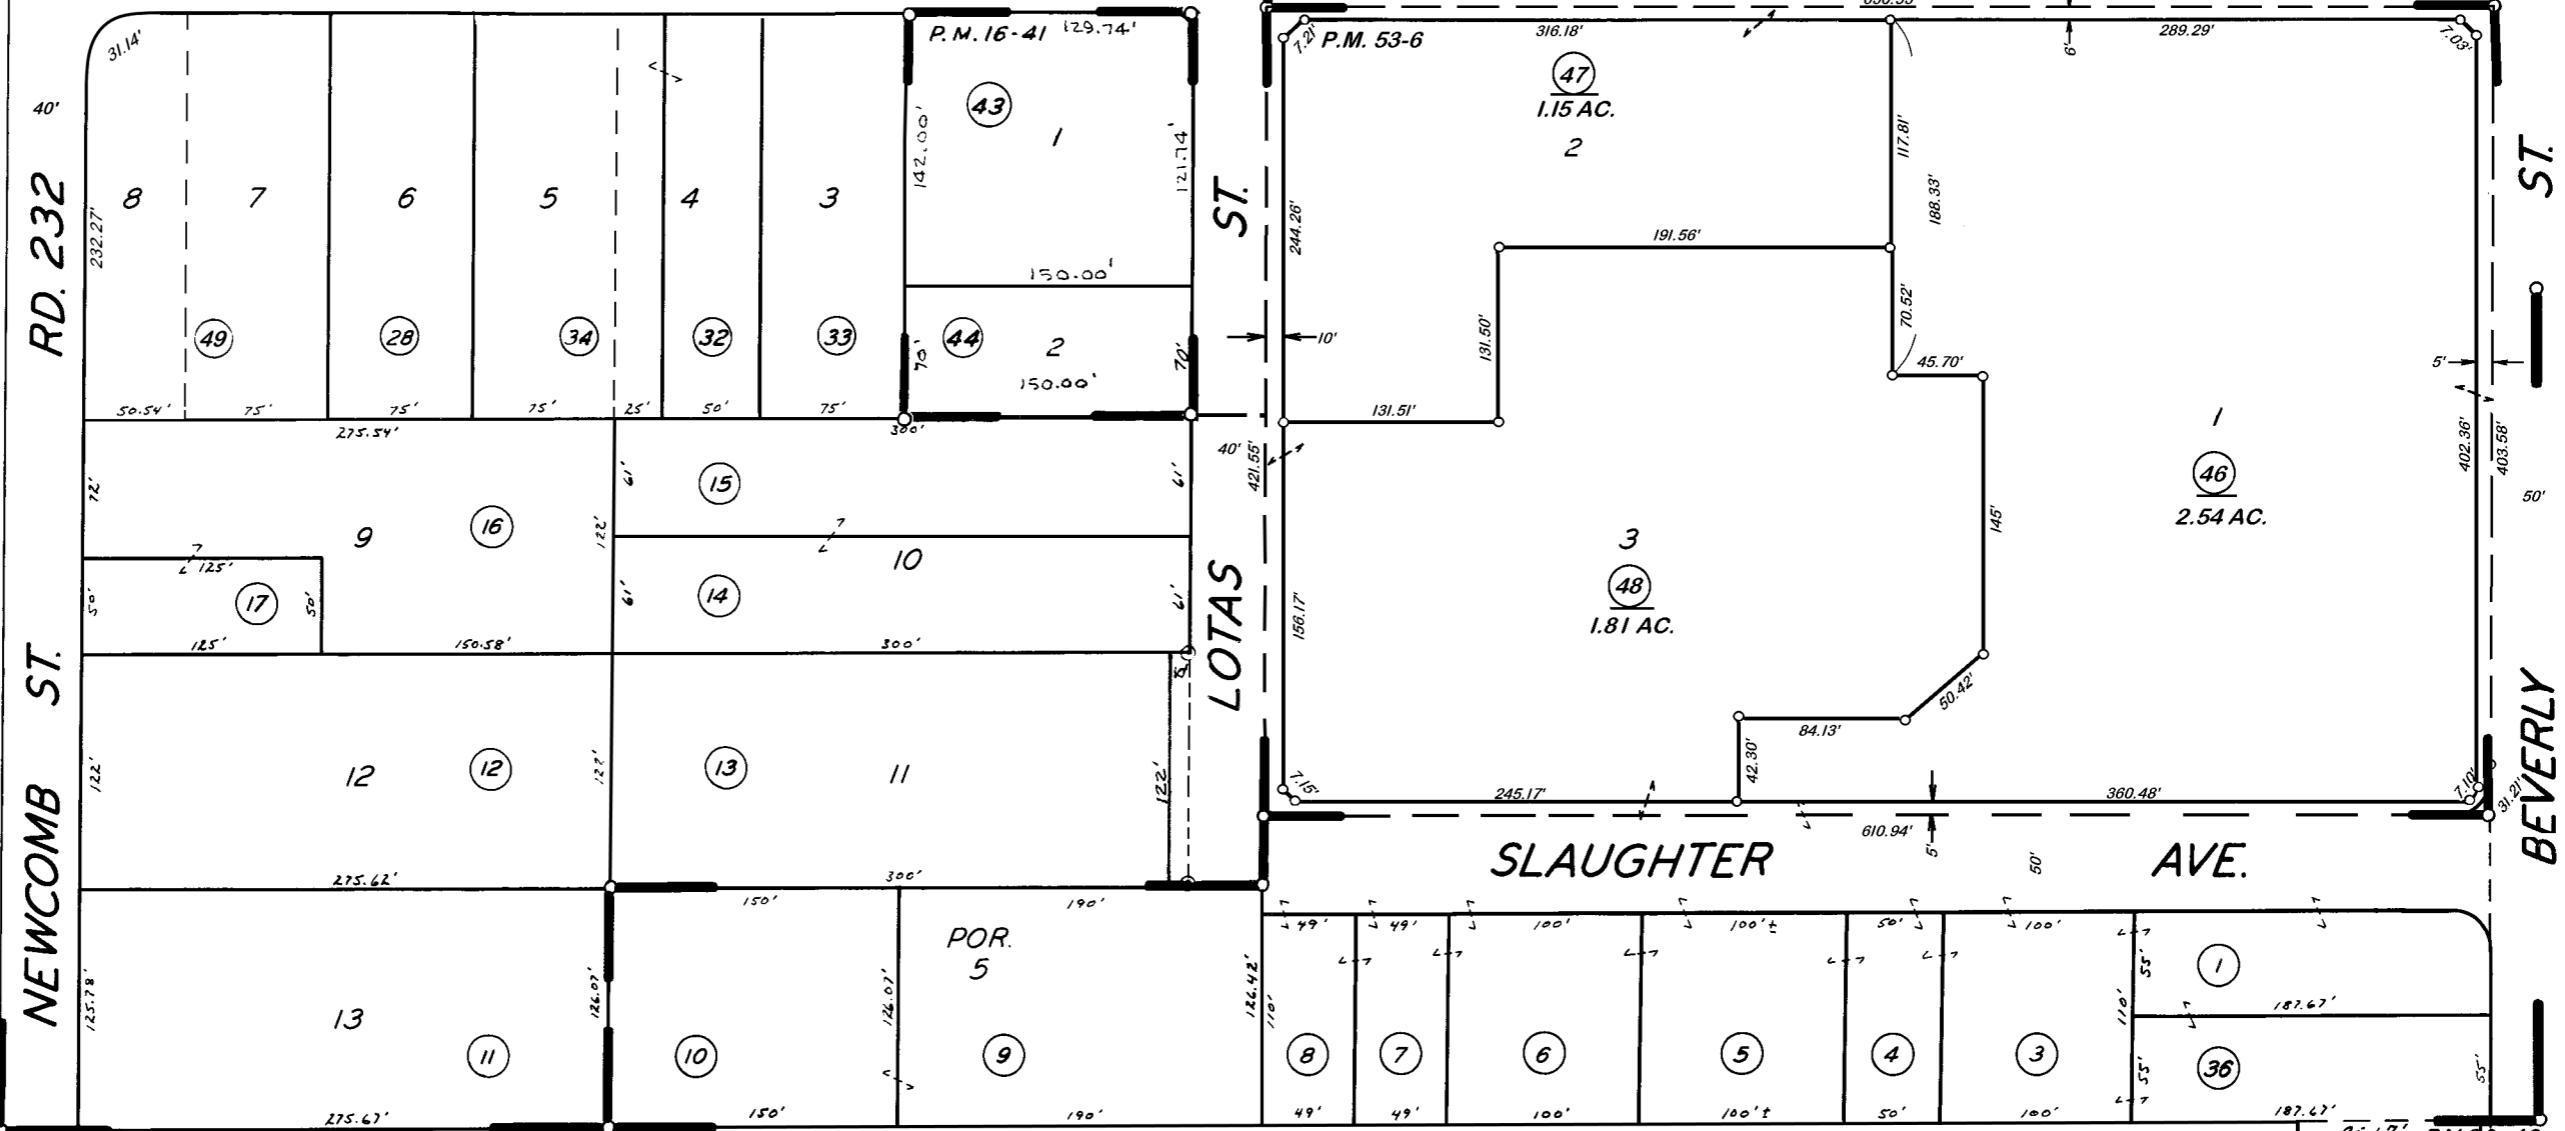 P.M. 16-41 129.74'
P.M. 53-6
316.18'
289.29'
7.21'
7.03'
6'
31.14'
40'
43
1
142.00'
121.74'
150.00'
47
1.15 AC.
2
117.81'
188.33'
ST.
ST.
RD. 232
232.27'
8 7 6 5 4 3
49 28 34 32 33
70' 44 2 70'
150.00'
50.54' 75' 75' 75' 25' 50' 75'
275.54' 300'
244.26'
191.56'
131.50'
70.52'
45.70'
10'
5'
131.51'
40'
421.55'
1
46
2.54 AC.
402.36'
403.58'
50'
72'
61' 15 61'
9 16 122'
10
125'
50' 17 50'
61' 14 61'
125' 150.58' 300'
LOTAS
156.17'
3
48
1.81 AC.
145'
50.42'
84.13'
42.30'
7.15'
245.17'
360.48'
7.10'
31.21'
610.94'
5'
50'
NEWCOMB ST.
BEVERLY
SLAUGHTER AVE.
122' 12 12 122' 13 11 122'
275.62' 300'
150' 190'
POR.
5
125.78' 126.07' 126.07' 126.42' 110'
13
11 10 9
275.67' 150' 190'
49' 49' 100' 100'± 50' 100'
8 7 6 5 4 3
49' 49' 100' 100'± 50' 100'
110'
55' 1
187.67'
55' 36 55'
187.67'